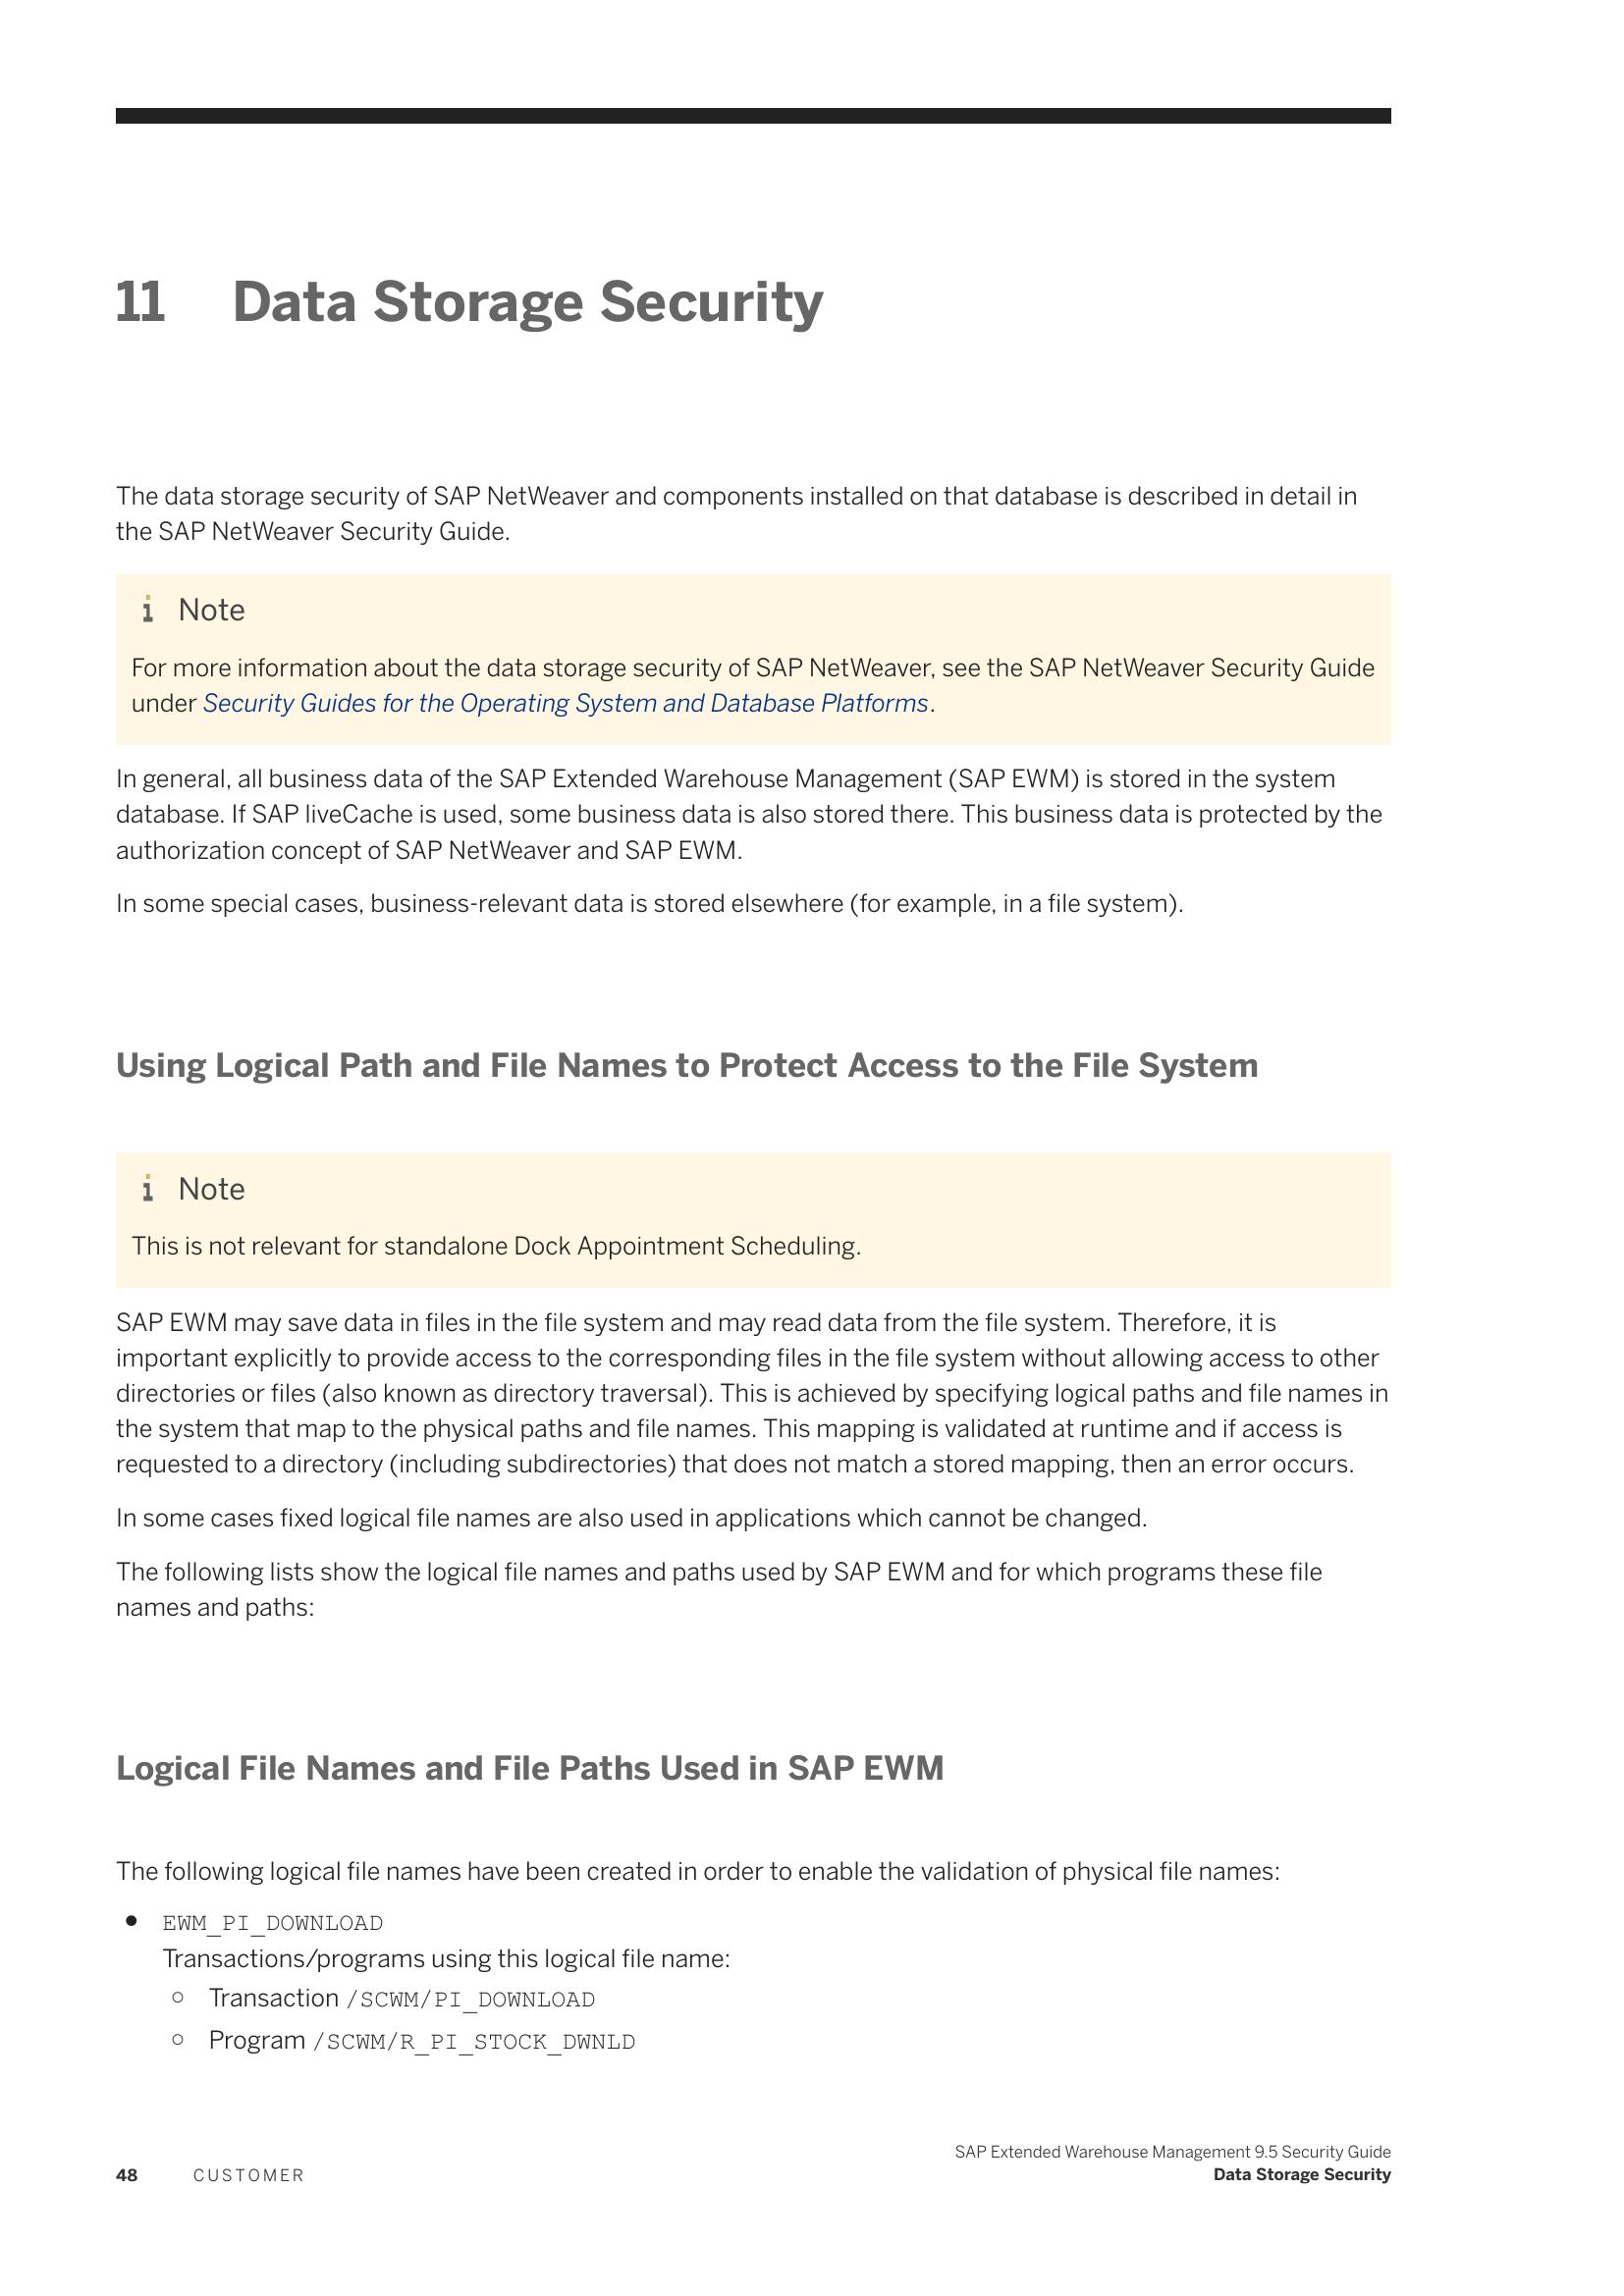 11 Data Storage Security
The data storage security of SAP NetWeaver and components installed on that database is described in detail in
the SAP NetWeaver Security Guide.
i Note
For more information about the data storage security of SAP NetWeaver, see the SAP NetWeaver Security Guide
under Security Guides for the Operating System and Database Platforms.
In general, all business data of the SAP Extended Warehouse Management (SAP EWM) is stored in the system
database. If SAP liveCache is used, some business data is also stored there. This business data is protected by the
authorization concept of SAP NetWeaver and SAP EWM.
In some special cases, business-relevant data is stored elsewhere (for example, in a file system).
Using Logical Path and File Names to Protect Access to the File System
i Note
This is not relevant for standalone Dock Appointment Scheduling.
SAP EWM may save data in files in the file system and may read data from the file system. Therefore, it is
important explicitly to provide access to the corresponding files in the file system without allowing access to other
directories or files (also known as directory traversal). This is achieved by specifying logical paths and file names in
the system that map to the physical paths and file names. This mapping is validated at runtime and if access is
requested to a directory (including subdirectories) that does not match a stored mapping, then an error occurs.
In some cases fixed logical file names are also used in applications which cannot be changed.
The following lists show the logical file names and paths used by SAP EWM and for which programs these file
names and paths:
Logical File Names and File Paths Used in SAP EWM
The following logical file names have been created in order to enable the validation of physical file names:
● EWM_PI_DOWNLOAD
Transactions/programs using this logical file name:
○ Transaction /SCWM/PI_DOWNLOAD
○ Program /SCWM/R_PI_STOCK_DWNLD
SAP Extended Warehouse Management 9.5 Security Guide
48 CUSTOMER Data Storage Security